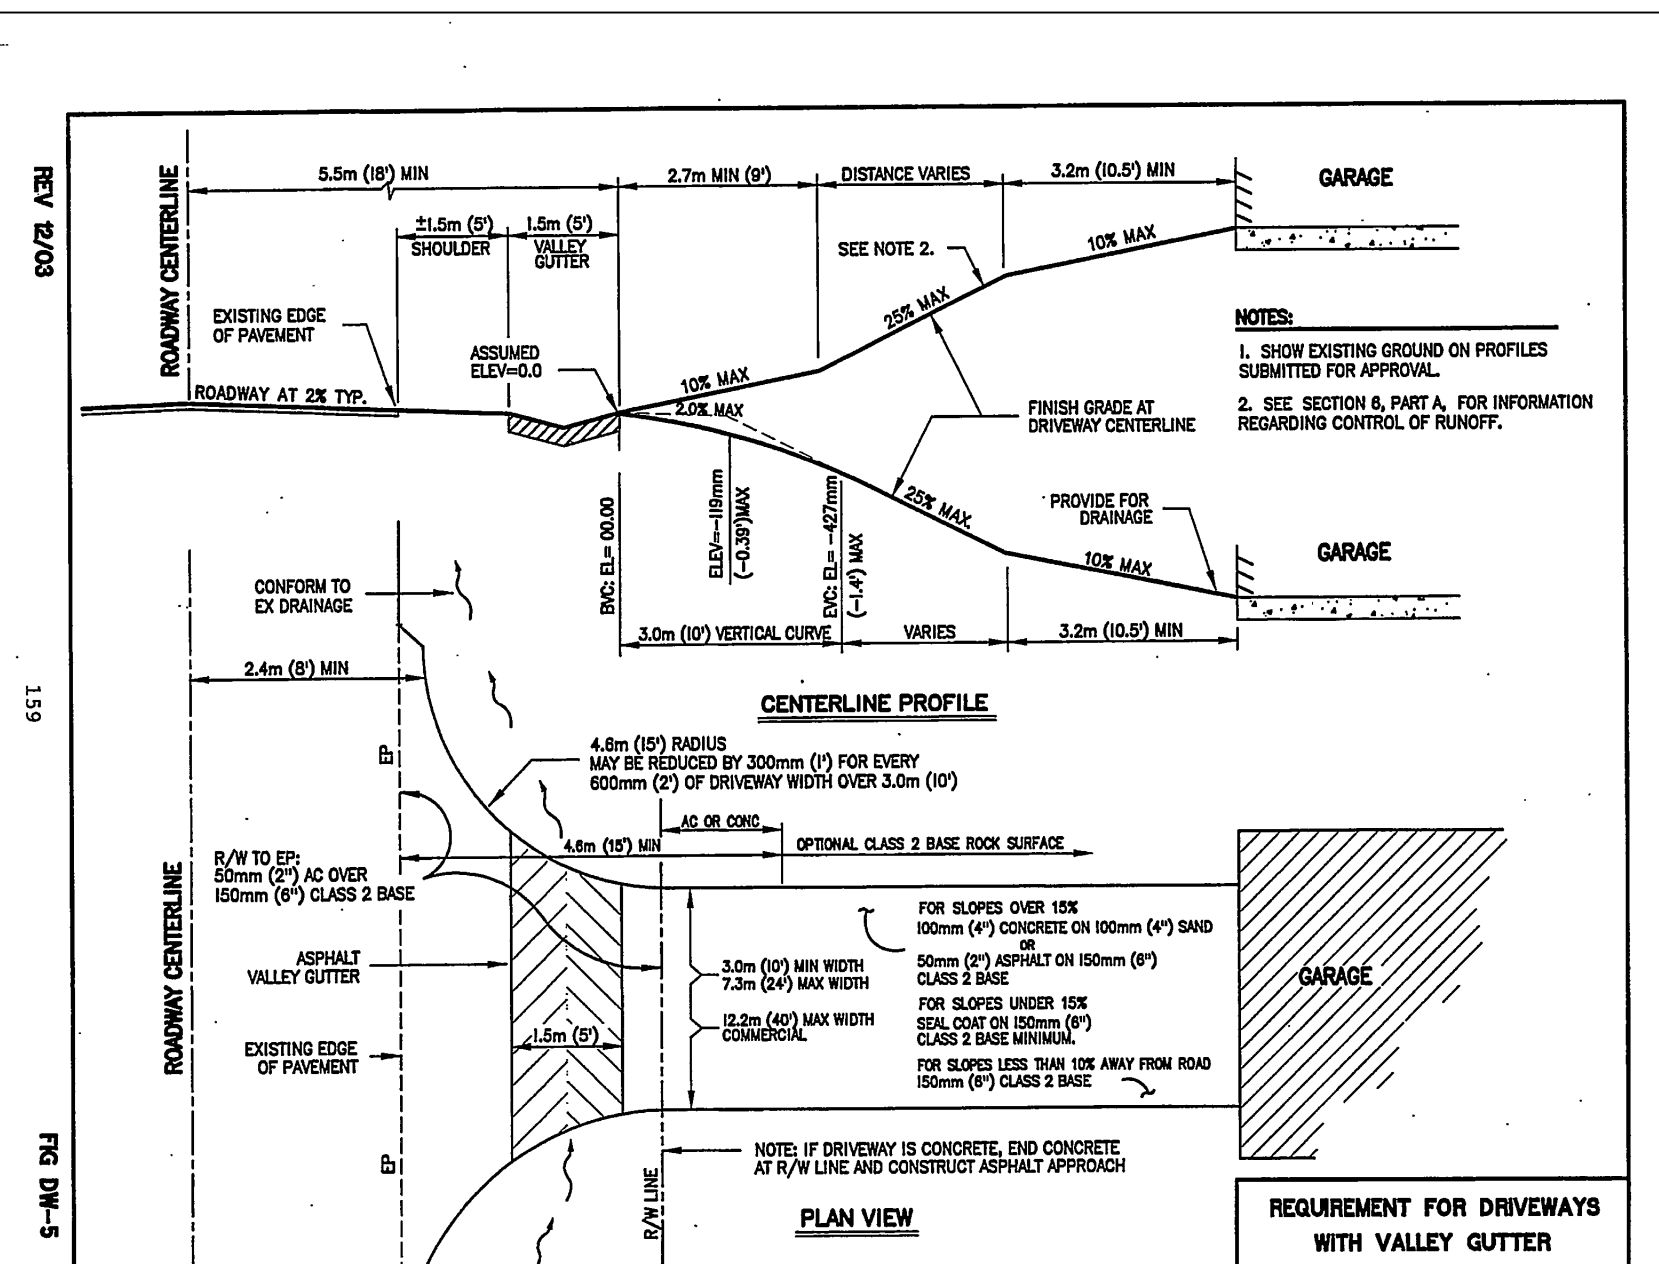 REV 12/03
159
FIG DW-5
ROADWAY CENTERLINE
5.5m (18') MIN
2.7m MIN (9')
DISTANCE VARIES
3.2m (10.5') MIN
GARAGE
±1.5m (5')
SHOULDER
1.5m (5')
VALLEY
GUTTER
SEE NOTE 2.
10% MAX
25% MAX
EXISTING EDGE
OF PAVEMENT
ASSUMED
ELEV=0.0
ROADWAY AT 2% TYP.
10% MAX
2.0% MAX
FINISH GRADE AT
DRIVEWAY CENTERLINE
NOTES:
1. SHOW EXISTING GROUND ON PROFILES
SUBMITTED FOR APPROVAL.
2. SEE SECTION 6, PART A, FOR INFORMATION
REGARDING CONTROL OF RUNOFF.
25% MAX.
PROVIDE FOR
DRAINAGE
10% MAX
GARAGE
BVC: EL= 00.00
ELEV=-119mm
(-0.39')MAX
EVC: EL= -427mm
(-1.4') MAX
3.0m (10') VERTICAL CURVE
VARIES
3.2m (10.5') MIN
CENTERLINE PROFILE
CONFORM TO
EX DRAINAGE
2.4m (8') MIN
EP
4.6m (15') RADIUS
MAY BE REDUCED BY 300mm (1') FOR EVERY
600mm (2') OF DRIVEWAY WIDTH OVER 3.0m (10')
AC OR CONC
4.6m (15') MIN
OPTIONAL CLASS 2 BASE ROCK SURFACE
R/W TO EP:
50mm (2") AC OVER
150mm (6") CLASS 2 BASE
ROADWAY CENTERLINE
ASPHALT
VALLEY GUTTER
EXISTING EDGE
OF PAVEMENT
1.5m (5')
3.0m (10') MIN WIDTH
7.3m (24') MAX WIDTH
12.2m (40') MAX WIDTH
COMMERCIAL
FOR SLOPES OVER 15%
100mm (4") CONCRETE ON 100mm (4") SAND
OR
50mm (2") ASPHALT ON 150mm (6")
CLASS 2 BASE
FOR SLOPES UNDER 15%
SEAL COAT ON 150mm (6")
CLASS 2 BASE MINIMUM.
FOR SLOPES LESS THAN 10% AWAY FROM ROAD
150mm (6") CLASS 2 BASE
GARAGE
EP
R/W LINE
NOTE: IF DRIVEWAY IS CONCRETE, END CONCRETE
AT R/W LINE AND CONSTRUCT ASPHALT APPROACH
PLAN VIEW
REQUIREMENT FOR DRIVEWAYS
WITH VALLEY GUTTER